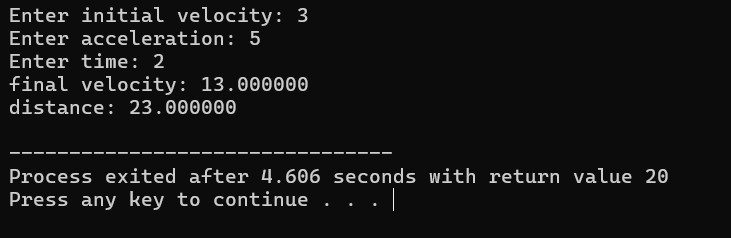 Enter initial velocity: 3
Enter acceleration: 5
Enter time: 2
final velocity: 13.000000
distance: 23.000000
--------------------------------
Process exited after 4.606 seconds with return value 20
Press any key to continue . . .